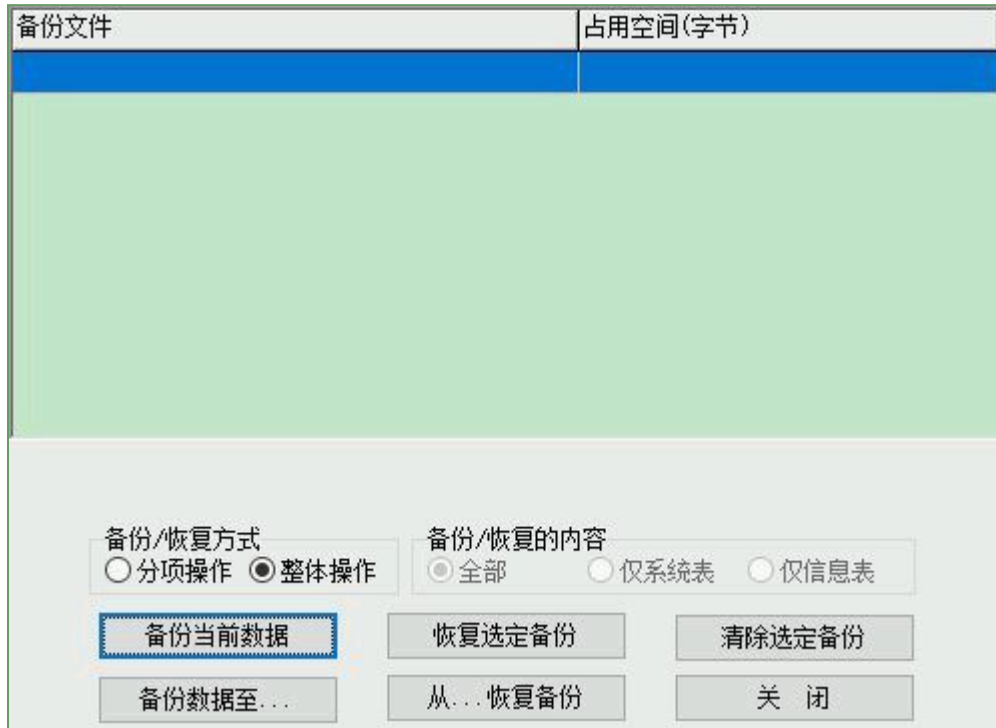 备份文件 占用空间(字节)
备份/恢复方式 备份/恢复的内容
分项操作 整体操作 全部 仅系统表 仅信息表
备份当前数据 恢复选定备份 清除选定备份
备份数据至... 从...恢复备份 关 闭